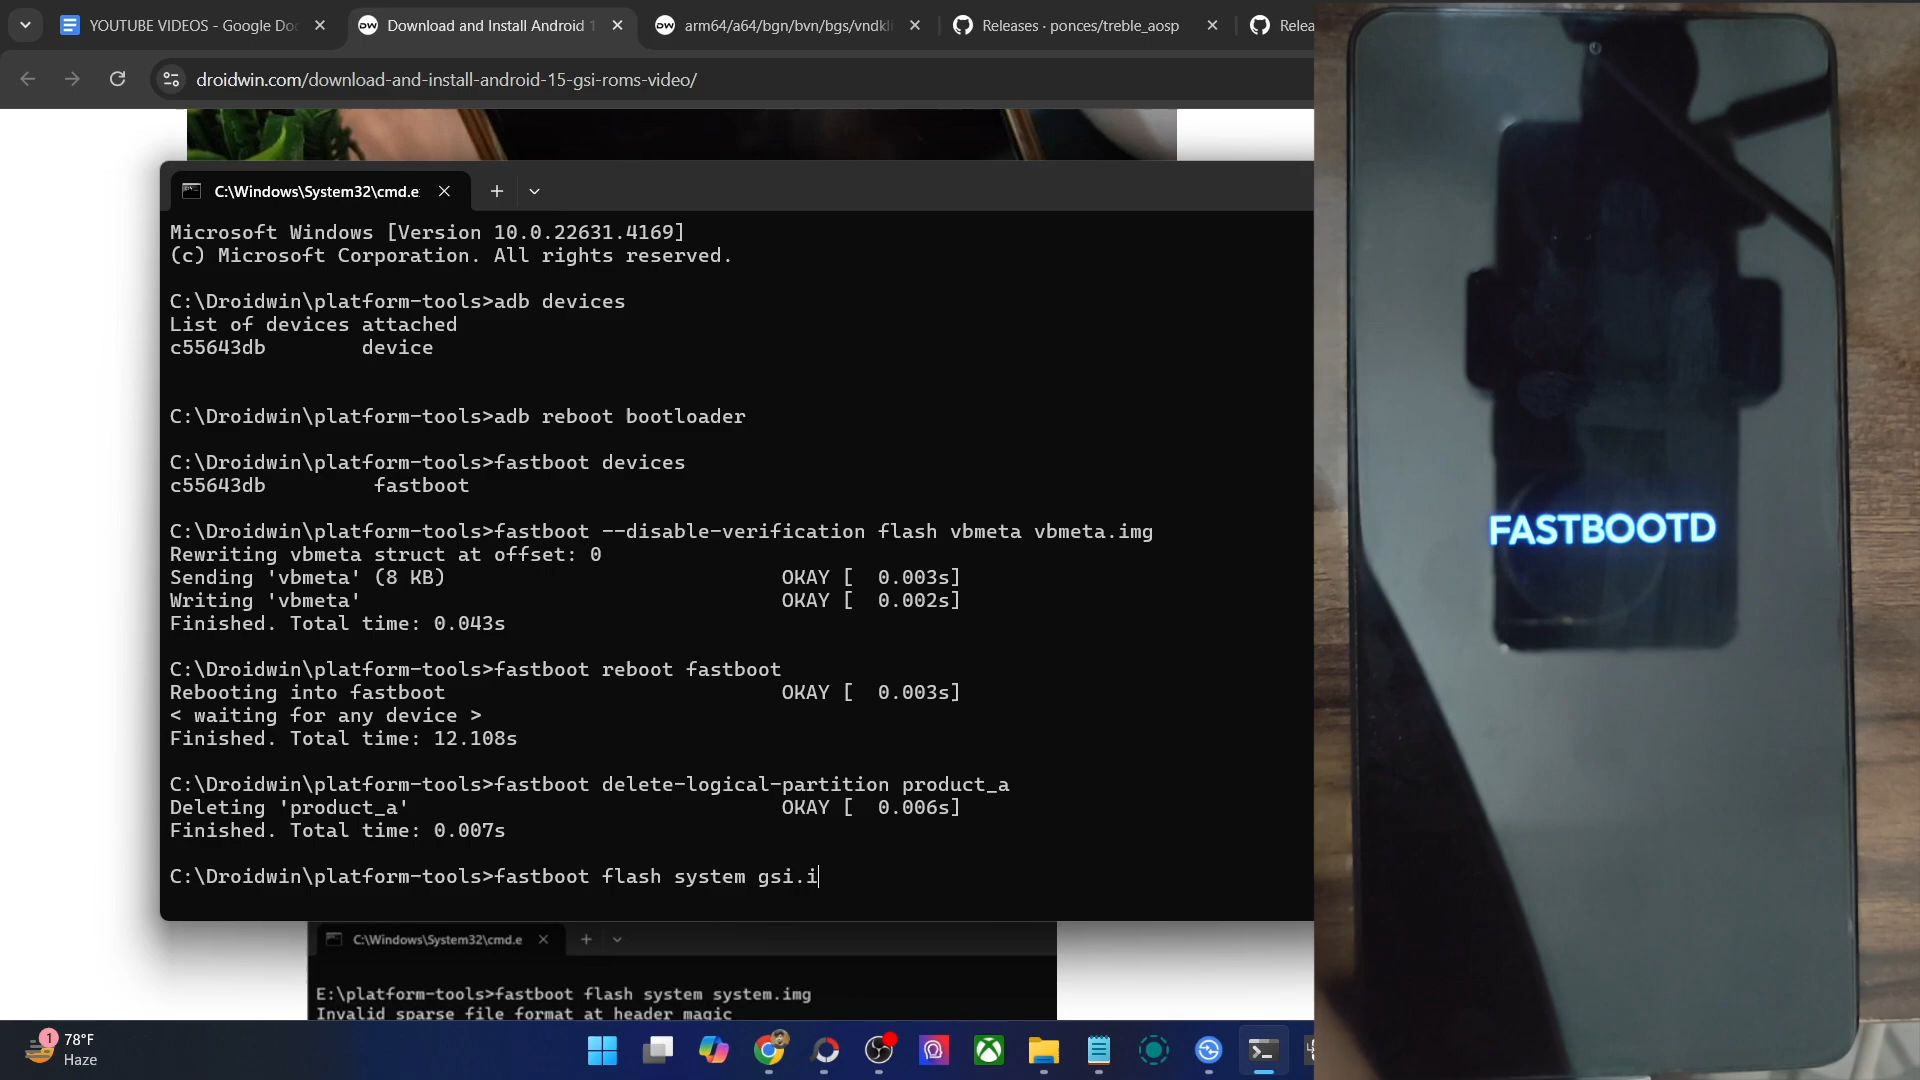 YOUTUBE VIDEOS - Google Do
Download and Install Android 1
arm64/a64/bgn/bvn/bgs/vndkli
Releases · ponces/treble_aosp
Relea
droidwin.com/download-and-install-android-15-gsi-roms-video/
C:\Windows\System32\cmd.e
Microsoft Windows [Version 10.0.22631.4169]
(c) Microsoft Corporation. All rights reserved.
C:\Droidwin\platform-tools>adb devices
List of devices attached
c55643db device
C:\Droidwin\platform-tools>adb reboot bootloader
C:\Droidwin\platform-tools>fastboot devices
c55643db fastboot
C:\Droidwin\platform-tools>fastboot --disable-verification flash vbmeta vbmeta.img
Rewriting vbmeta struct at offset: 0
Sending 'vbmeta' (8 KB) OKAY [ 0.003s]
Writing 'vbmeta' OKAY [ 0.002s]
Finished. Total time: 0.043s
C:\Droidwin\platform-tools>fastboot reboot fastboot
Rebooting into fastboot OKAY [ 0.003s]
< waiting for any device >
Finished. Total time: 12.108s
C:\Droidwin\platform-tools>fastboot delete-logical-partition product_a
Deleting 'product_a' OKAY [ 0.006s]
Finished. Total time: 0.007s
C:\Droidwin\platform-tools>fastboot flash system gsi.i
C:\Windows\System32\cmd.e
E:\platform-tools>fastboot flash system system.img
Invalid sparse file format at header magic
1
78°F
Haze
FASTBOOTD